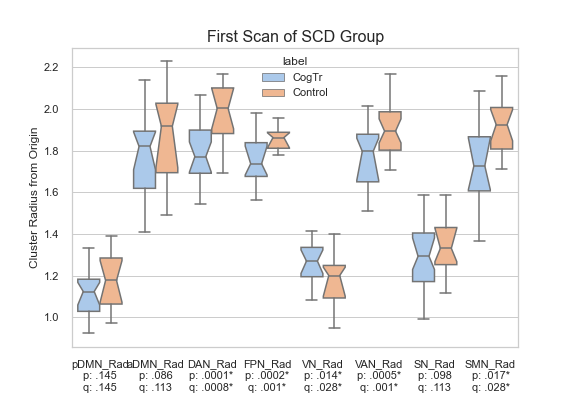 First Scan of SCD Group
label
CogTr
Control
Cluster Radius from Origin
2.2
2.0
1.8
1.6
1.4
1.2
1.0
pDMN_Rad aDMN_Rad DAN_Rad FPN_Rad VN_Rad VAN_Rad SN_Rad SMN_Rad
p: .145 p: .086 p: .0001* p: .0002* p: .014* p: .0005* p: .098 p: .017*
q: .145 q: .113 q: .0008* q: .001* q: .028* q: .001* q: .113 q: .028*